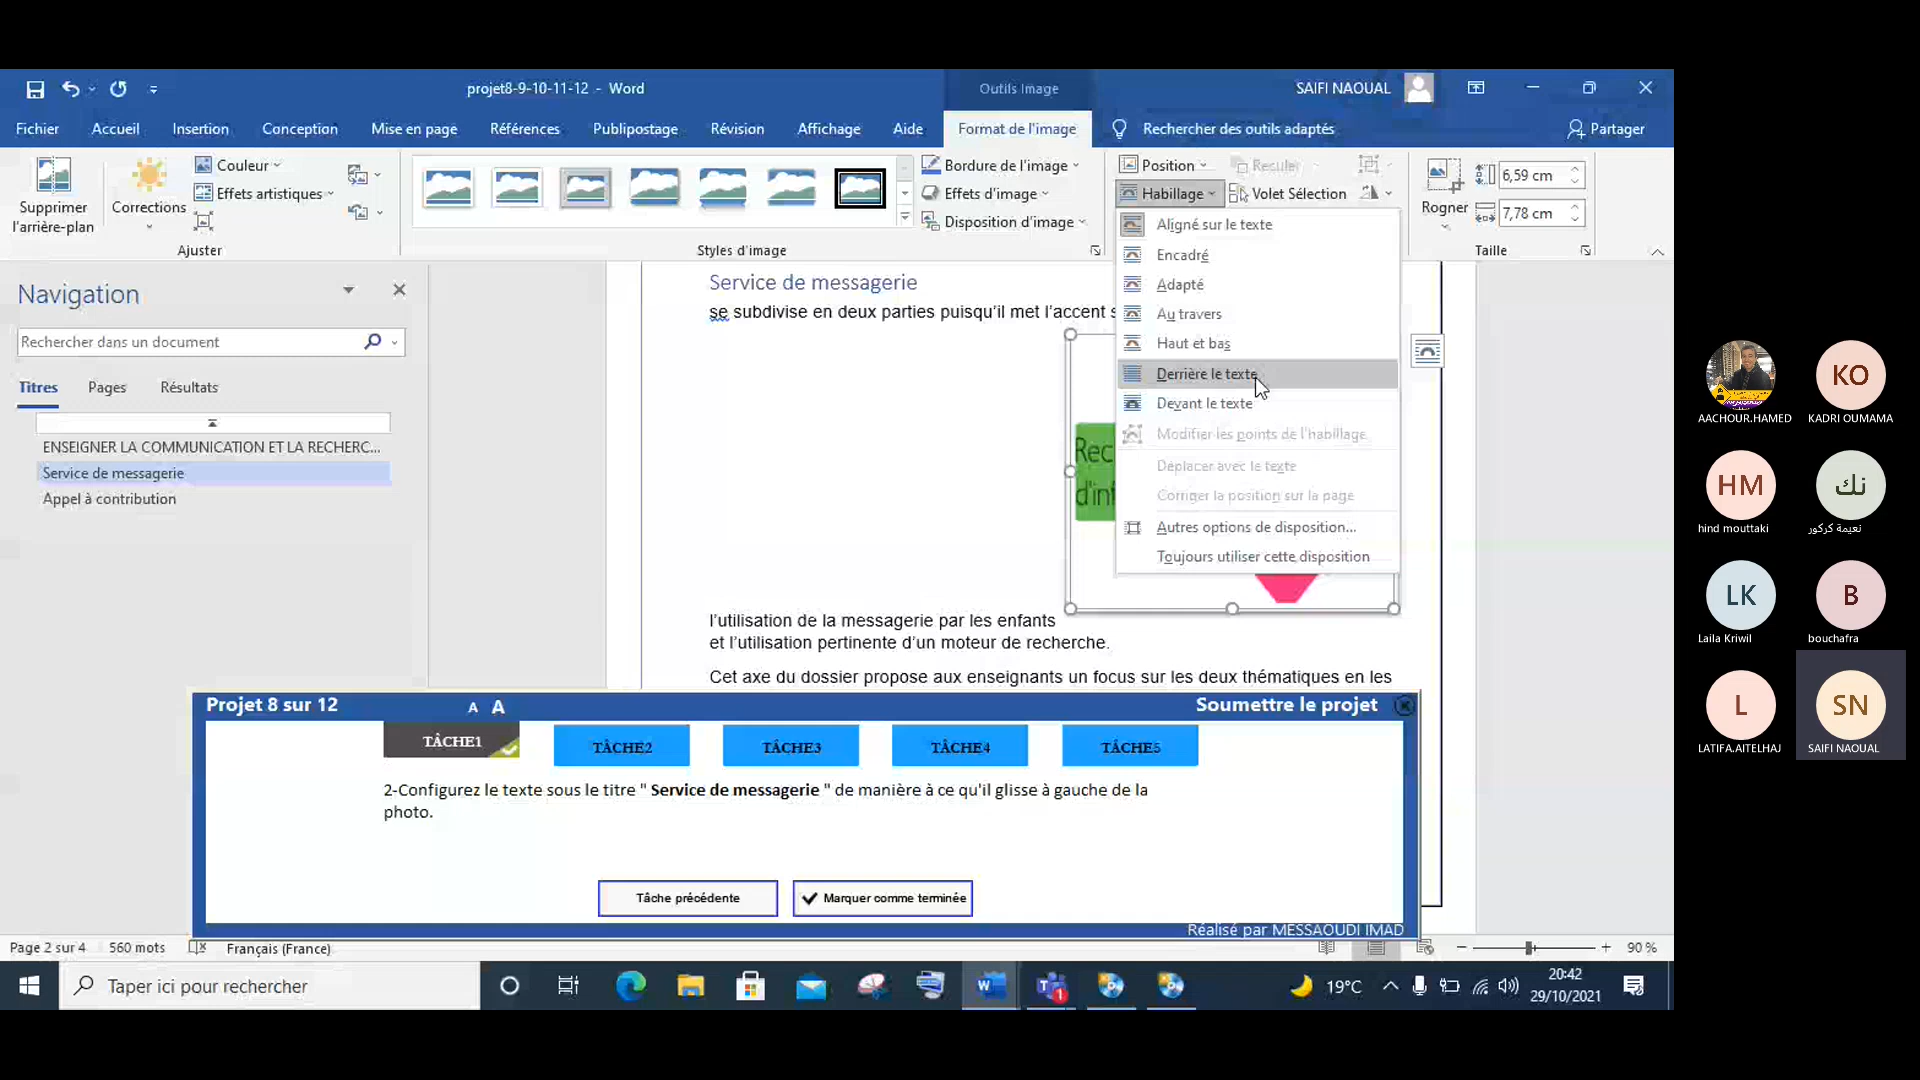 projet8-9-10-11-12 - Word
Outils Image
SAIFI NAOUAL
Fichier
Accueil
Insertion
Conception
Mise en page
Références
Publipostage
Révision
Affichage
Aide
Format de l'image
Rechercher des outils adaptés
Partager
Supprimer
l'arrière-plan
Corrections
Couleur
Effets artistiques
Ajuster
Styles d'image
Bordure de l'image
Effets d'image
Disposition d'image
Position
Reculer
Habillage
Volet Sélection
Rogner
6,59 cm
7,78 cm
Taille
Aligné sur le texte
Encadré
Adapté
Au travers
Haut et bas
Derrière le texte
Devant le texte
Modifier les points de l'habillage
Déplacer avec le texte
Corriger la position sur la page
Autres options de disposition...
Toujours utiliser cette disposition
Navigation
Rechercher dans un document
Titres
Pages
Résultats
ENSEIGNER LA COMMUNICATION ET LA RECHERC...
Service de messagerie
Appel à contribution
Service de messagerie
se subdivise en deux parties puisqu'il met l'accent s
Rec
d'inf
l'utilisation de la messagerie par les enfants
et l'utilisation pertinente d'un moteur de recherche.
Cet axe du dossier propose aux enseignants un focus sur les deux thématiques en les
Projet 8 sur 12
A A
Soumettre le projet
TÂCHE1
TÂCHE2
TÂCHE3
TÂCHE4
TÂCHE5
2-Configurez le texte sous le titre " Service de messagerie " de manière à ce qu'il glisse à gauche de la
photo.
Tâche précédente
Marquer comme terminée
Réalisé par MESSAOUDI IMAD
Page 2 sur 4
560 mots
Français (France)
90 %
Taper ici pour rechercher
19°C
20:42
29/10/2021
AACHOUR.HAMED
KO
KADRI OUMAMA
HM
hind mouttaki
نك
نعيمة كركور
LK
Laila Kriwil
B
bouchafra
L
LATIFA.AITELHAJ
SN
SAIFI NAOUAL